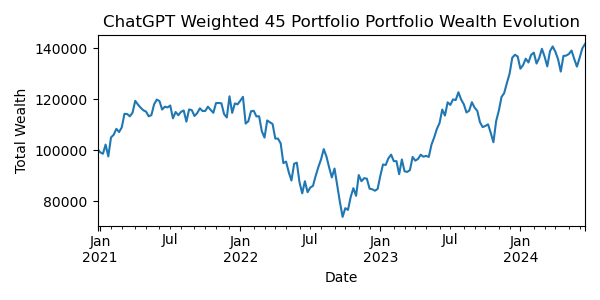 ChatGPT Weighted 45 Portfolio Portfolio Wealth Evolution
Total Wealth
140000
120000
100000
80000
Jan Jul Jan Jul Jan Jul Jan
2021 2022 2023 2024
Date